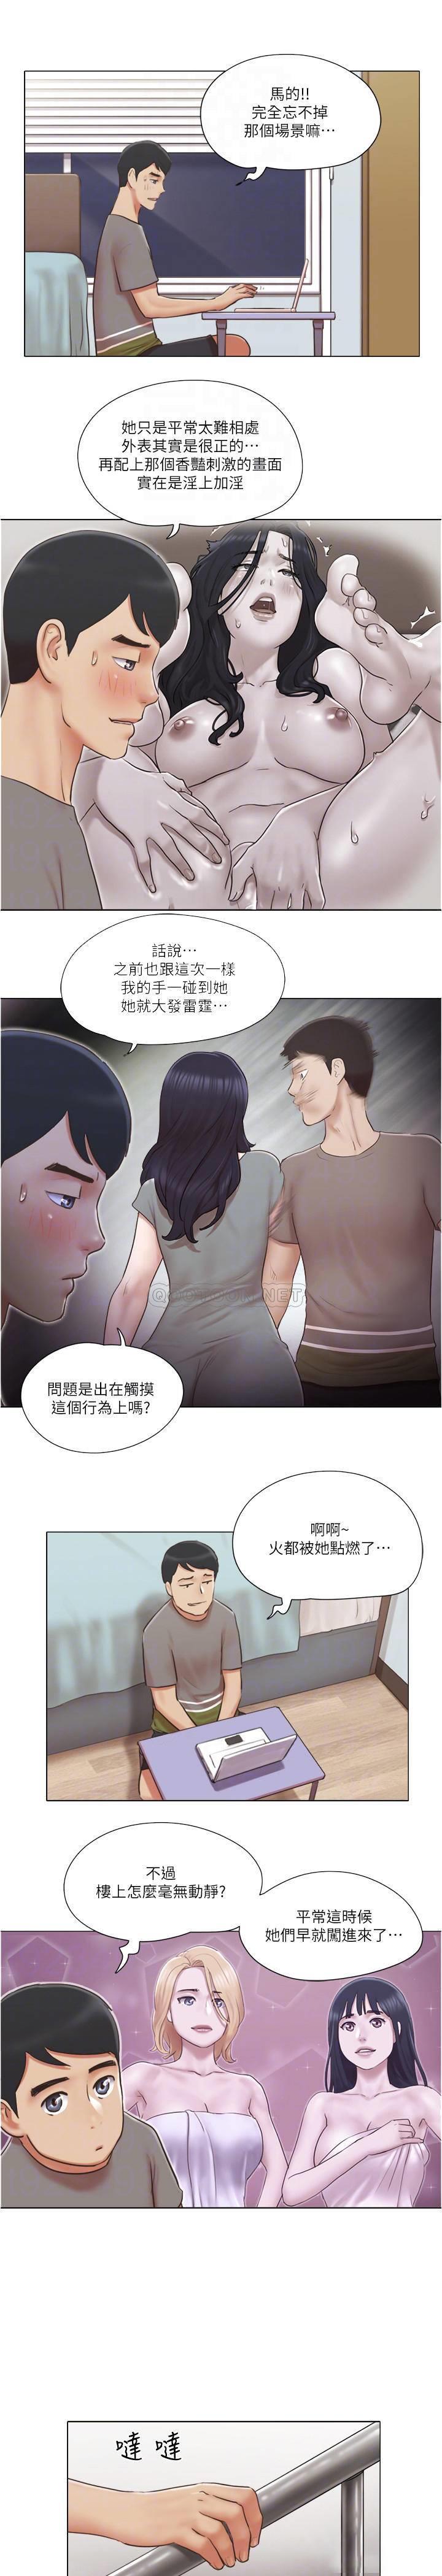 馬的!!
完全忘不掉
那個場景嘛⋯
她只是平常太難相處
外表其實是很正的⋯
再配上那個香豔刺激的畫面
實在是淫上加淫
話說⋯
之前也跟這次一樣
我的手一碰到她
她就大發雷霆⋯
問題是出在觸摸
這個行為上嗎?
啊啊~
火都被她點燃了⋯
不過
樓上怎麼毫無動靜?
平常這時候
她們早就闖進來了⋯
噠 噠